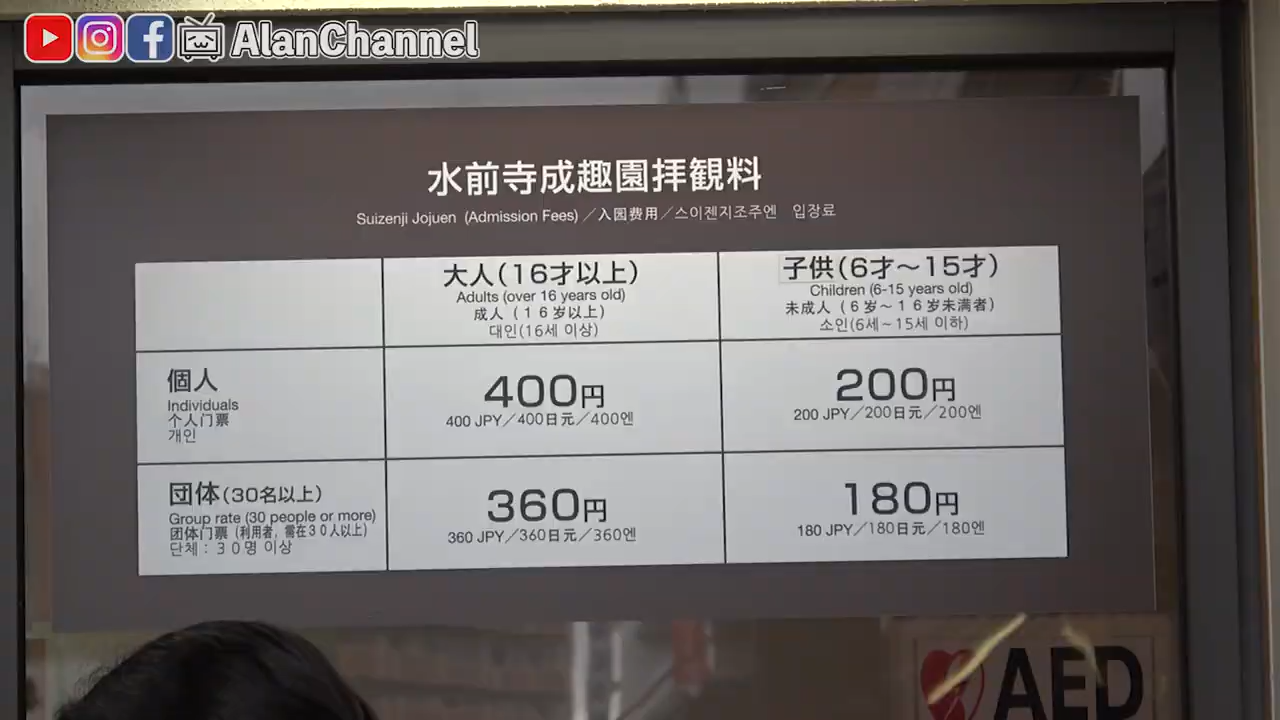 AlanChannel
水前寺成趣園拝観料
Suizenji Jojuen (Admission Fees)／入园费用／스이젠지조주엔 입장료
大人(16才以上)
Adults (over 16 years old)
成人（１６岁以上）
대인(16세 이상)
子供(6才～15才)
Children (6-15 years old)
未成人（６岁～１６岁未满者）
소인(6세~15세 이하)
個人
Individuals
个人门票
개인
400円
400 JPY／400日元／400엔
200円
200 JPY／200日元／200엔
団体(30名以上)
Group rate (30 people or more)
团体门票（利用者，需在３０人以上）
단체：３０명 이상
360円
360 JPY／360日元／360엔
180円
180 JPY／180日元／180엔
AED